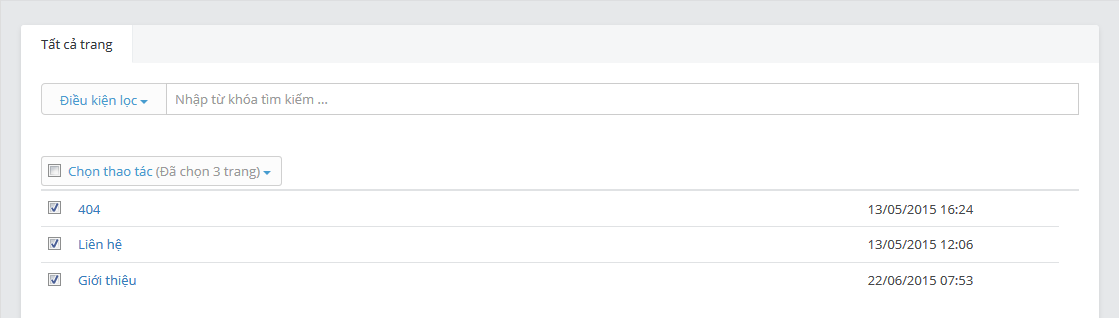 Tất cả trang
Điều kiện lọc Nhập từ khóa tìm kiếm ...
Chọn thao tác (Đã chọn 3 trang)
404 13/05/2015 16:24
Liên hệ 13/05/2015 12:06
Giới thiệu 22/06/2015 07:53